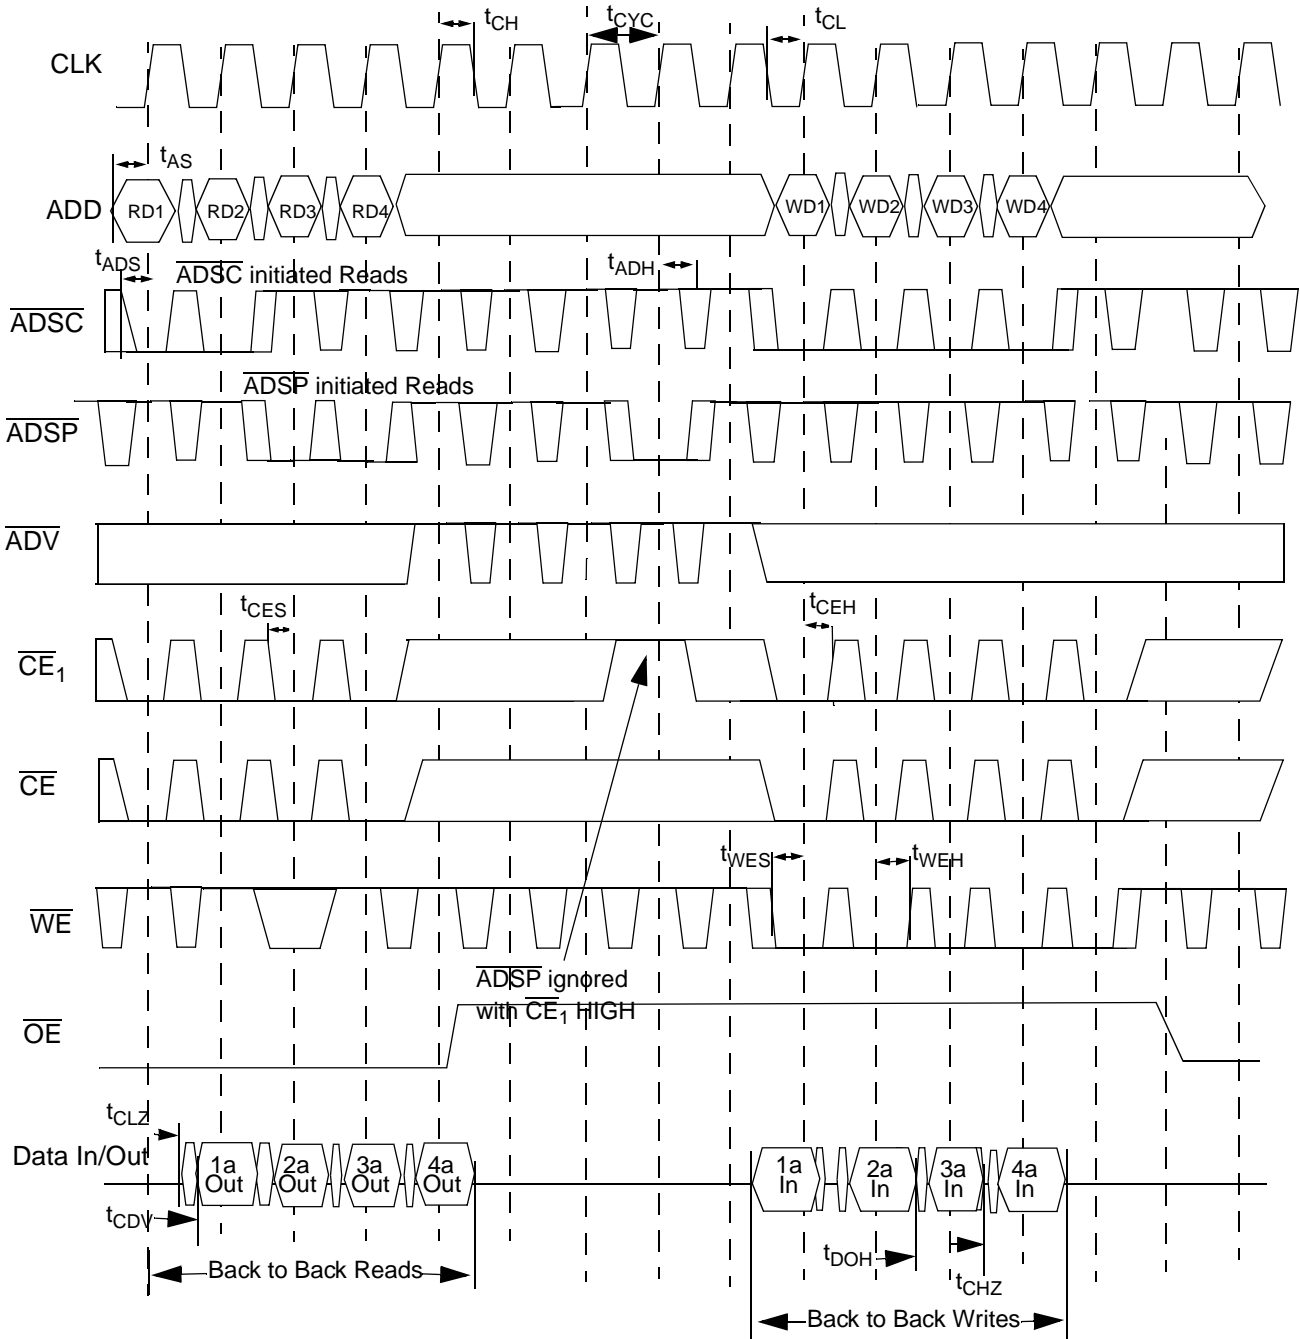 tCH
tCYC
tCL
CLK
tAS
ADD
RD1
RD2
RD3
RD4
WD1
WD2
WD3
WD4
tADS
ADSC initiated Reads
tADH
ADSC
ADSP initiated Reads
ADSP
ADV
tCES
tCEH
CE1
CE
tWES
tWEH
WE
ADSP ignored
with CE1 HIGH
OE
tCLZ
Data In/Out
1a
Out
2a
Out
3a
Out
4a
Out
1a
In
2a
In
3a
In
4a
In
tCDV
tDOH
Back to Back Reads
tCHZ
Back to Back Writes